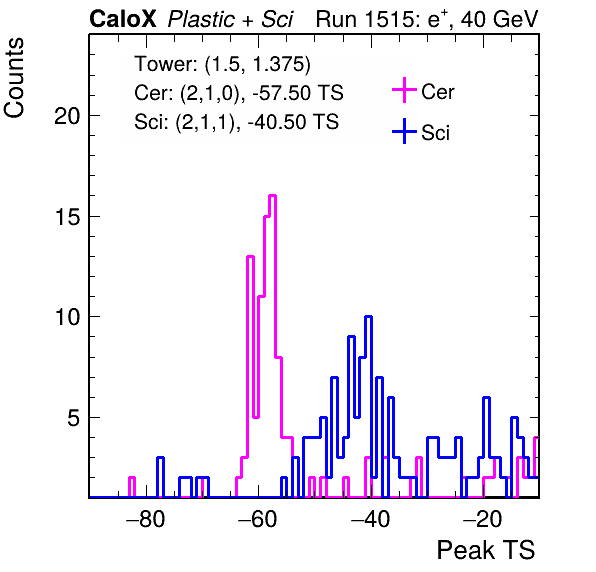 CaloX Plastic + Sci Run 1515: e+, 40 GeV
Counts
Tower: (1.5, 1.375)
Cer: (2,1,0), -57.50 TS
Sci: (2,1,1), -40.50 TS
Cer
Sci
20
15
10
5
−80 −60 −40 −20
Peak TS